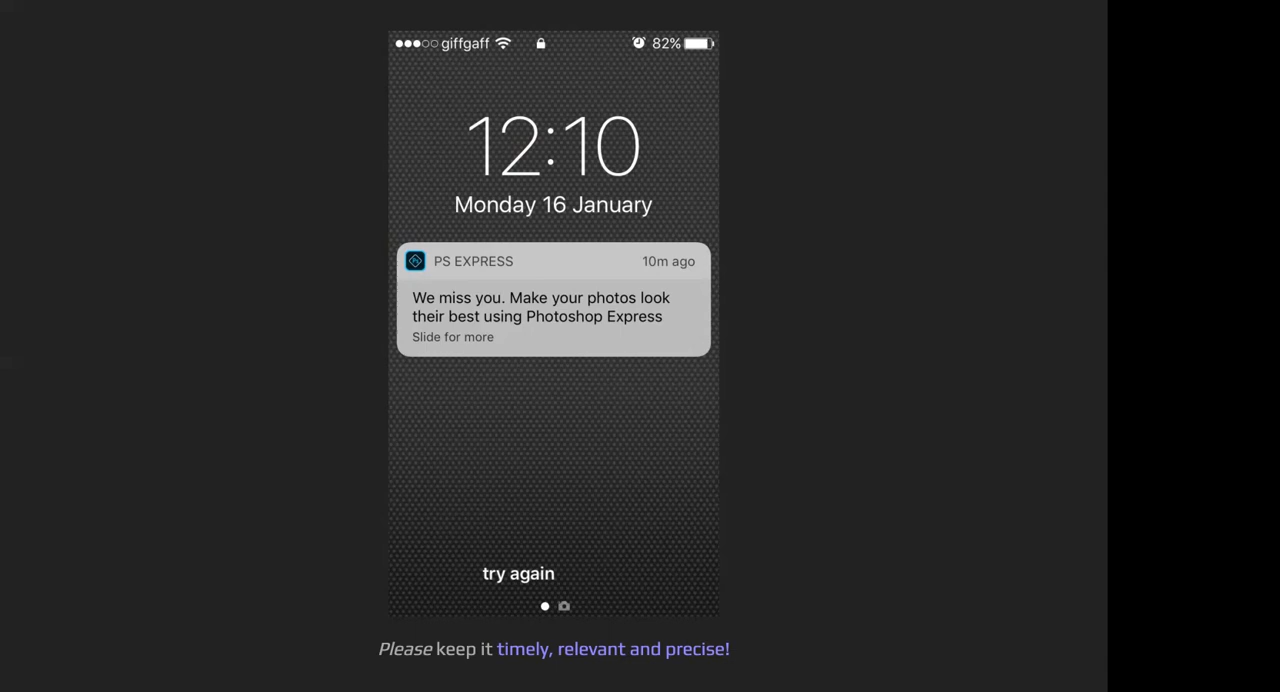 giffgaff 82%
12:10
Monday 16 January
PS EXPRESS 10m ago
We miss you. Make your photos look
their best using Photoshop Express
Slide for more
try again
Please keep it timely, relevant and precise!